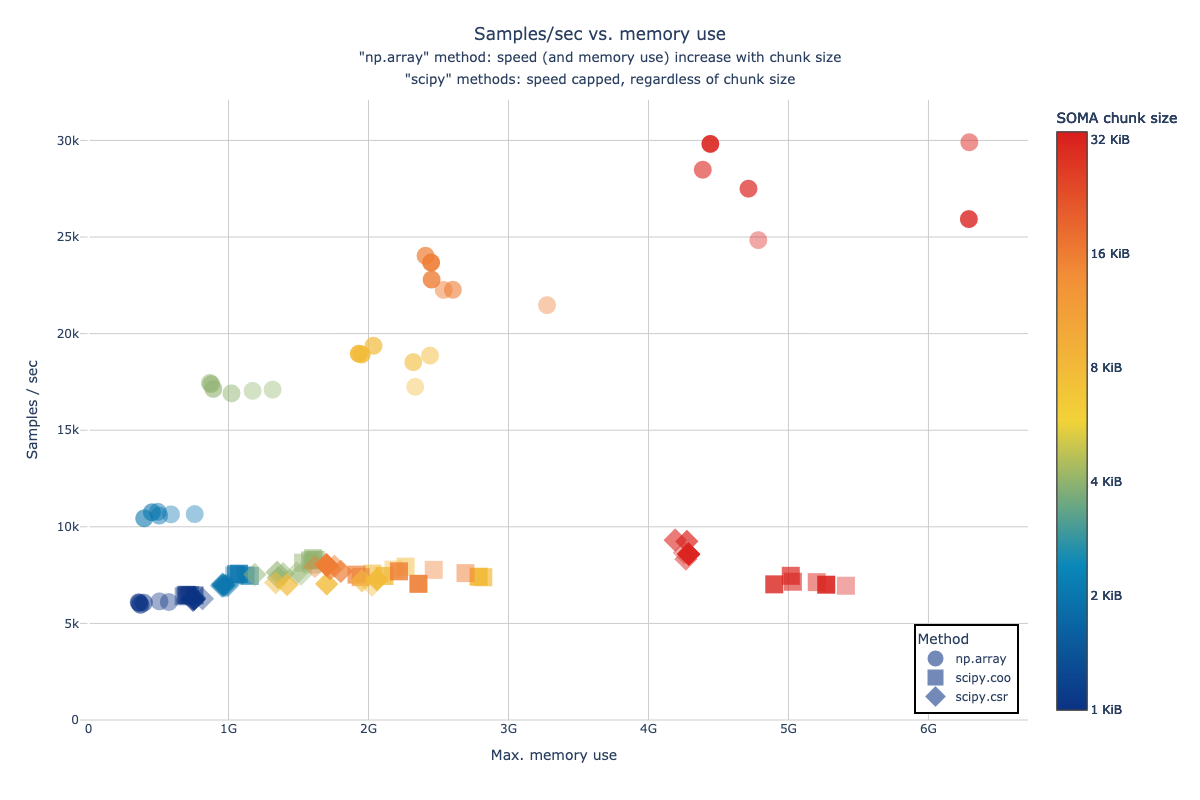 Samples/sec vs. memory use
"np.array" method: speed (and memory use) increase with chunk size
"scipy" methods: speed capped, regardless of chunk size
SOMA chunk size
32 KiB
16 KiB
8 KiB
4 KiB
2 KiB
1 KiB
Samples / sec
30k
25k
20k
15k
10k
5k
0
0
1G
2G
3G
4G
5G
6G
Max. memory use
Method
np.array
scipy.coo
scipy.csr